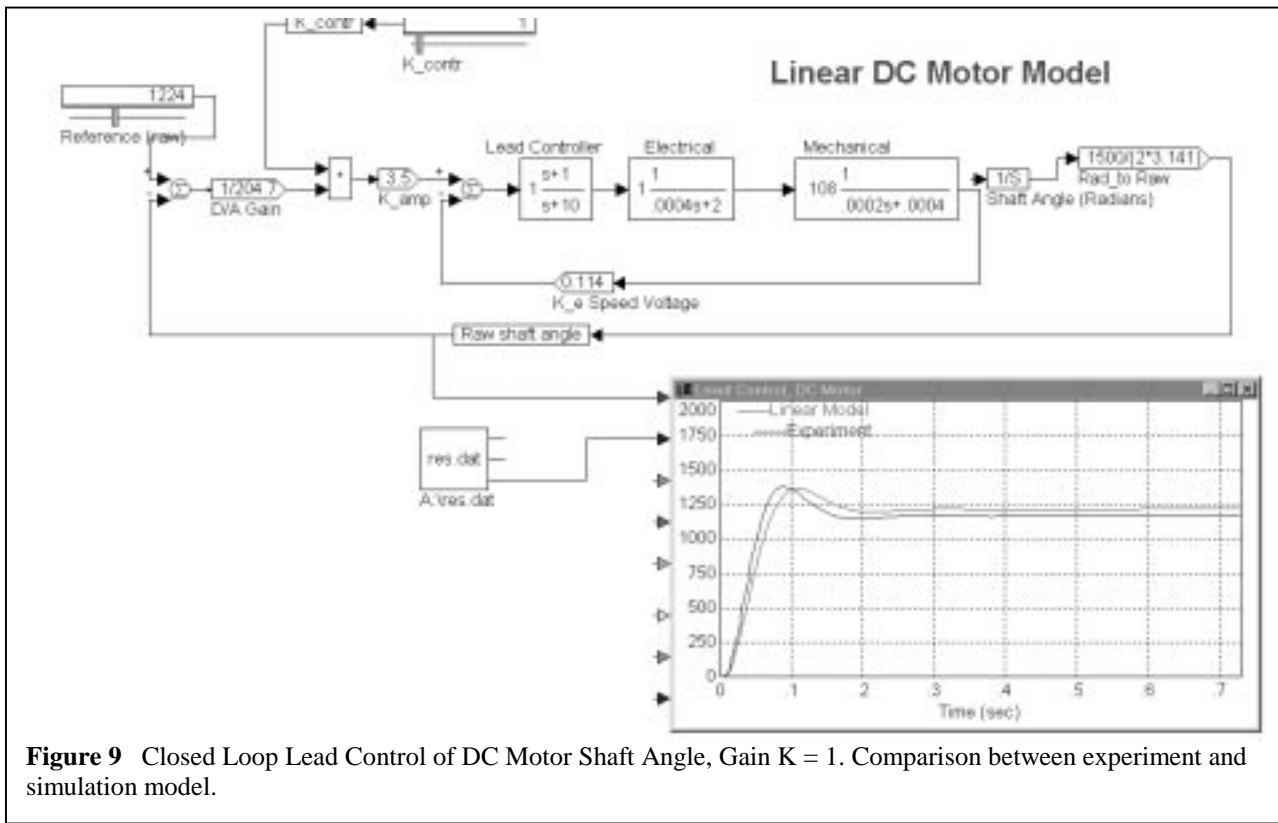 K_contr
1
K_contr
Linear DC Motor Model
1224
Reference (raw)
+
-
Σ
1/204.7
D/A Gain
*
3.5
K_amp
+
-
Σ
Lead Controller
1
s+1
s+10
Electrical
1
1
.0004s+2
Mechanical
108
1
.0002s+.0004
1/S
Shaft Angle (Radians)
1500/(2*3.141)
Rad_to Raw
0.114
K_e Speed Voltage
Raw shaft angle
res.dat
A:\res.dat
Lead Control, DC Motor
Linear Model
Experiment
2000
1750
1500
1250
1000
750
500
250
0
0 .1 .2 .3 .4 .5 .6 .7
Time (sec)
Figure 9 Closed Loop Lead Control of DC Motor Shaft Angle, Gain K = 1. Comparison between experiment and
simulation model.